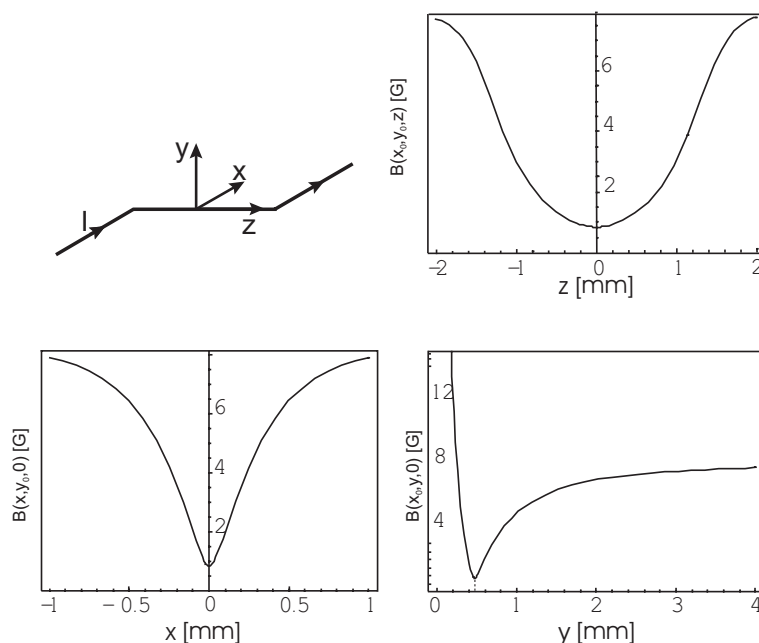 y
x
I
z
B(x₀,y₀,z) [G]
6
4
2
-2
-1
0
1
2
z [mm]
B(x,y₀,0) [G]
6
4
2
-1
-0.5
0
0.5
1
x [mm]
B(x₀,y,0) [G]
12
8
4
0
1
2
3
4
y [mm]